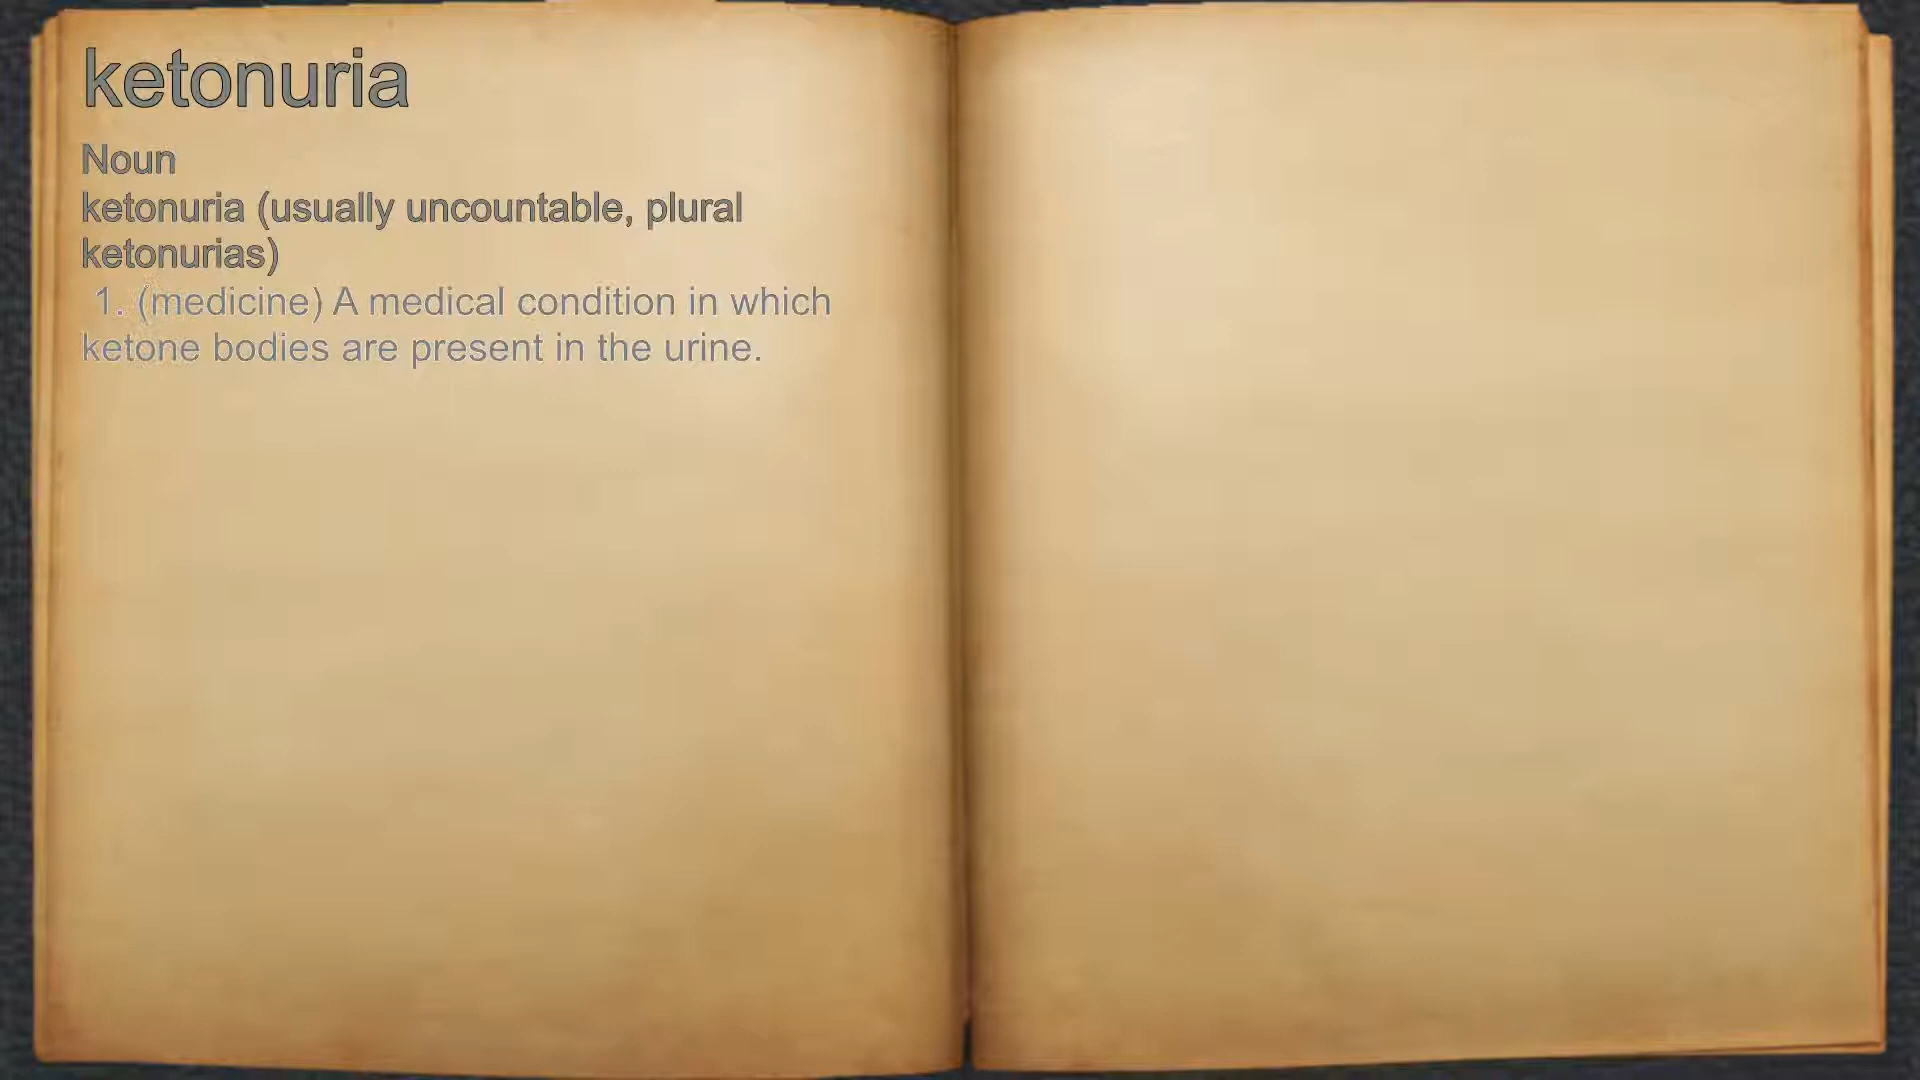 ketonuria
Noun
ketonuria (usually uncountable, plural
ketonurias)
1. (medicine) A medical condition in which
ketone bodies are present in the urine.